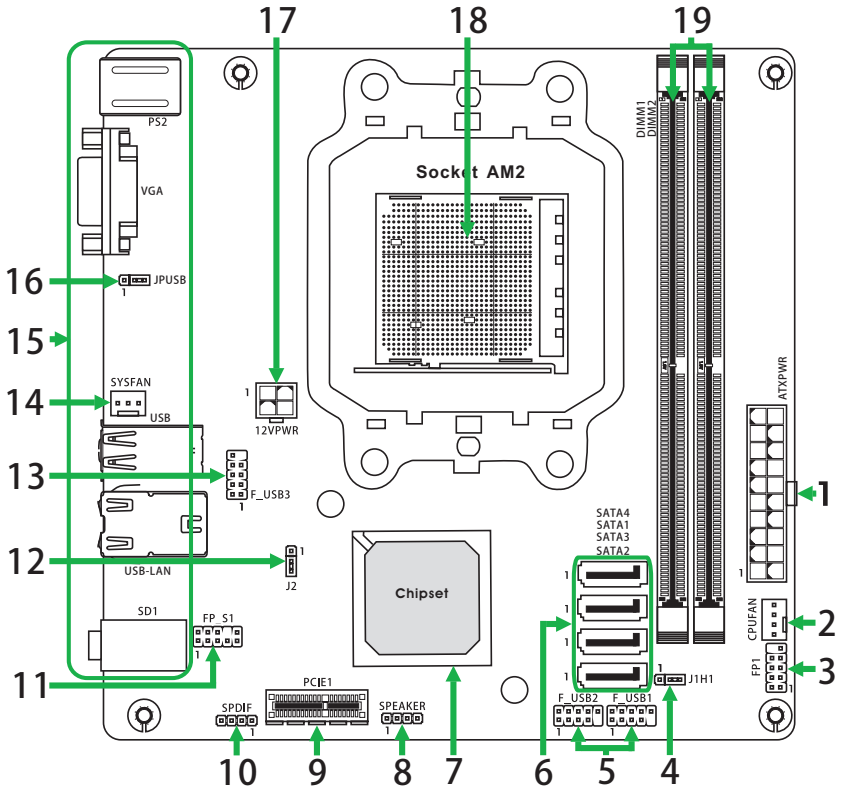 17
18
19
PS2
DIMM1
DIMM2
Socket AM2
VGA
16
JPUSB
1
15
SYSFAN
14
USB
1
12VPWR
ATXPWR
13
F_USB3
1
1
SATA4
SATA1
SATA3
SATA2
12
USB-LAN
1
J2
Chipset
1
1
1
1
1
6
CPUFAN
2
SD1
FP_S1
11
1
FP1
3
1
1
J1H1
4
PCIE1
SPDIF
1
10
9
SPEAKER
1
8
7
F_USB2
F_USB1
1
1
5